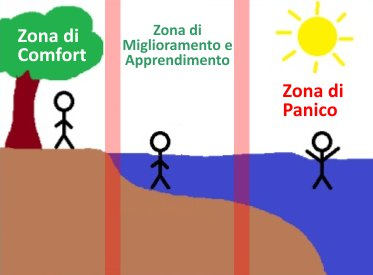 Zona di
Comfort
Zona di
Miglioramento e
Apprendimento
Zona di
Panico